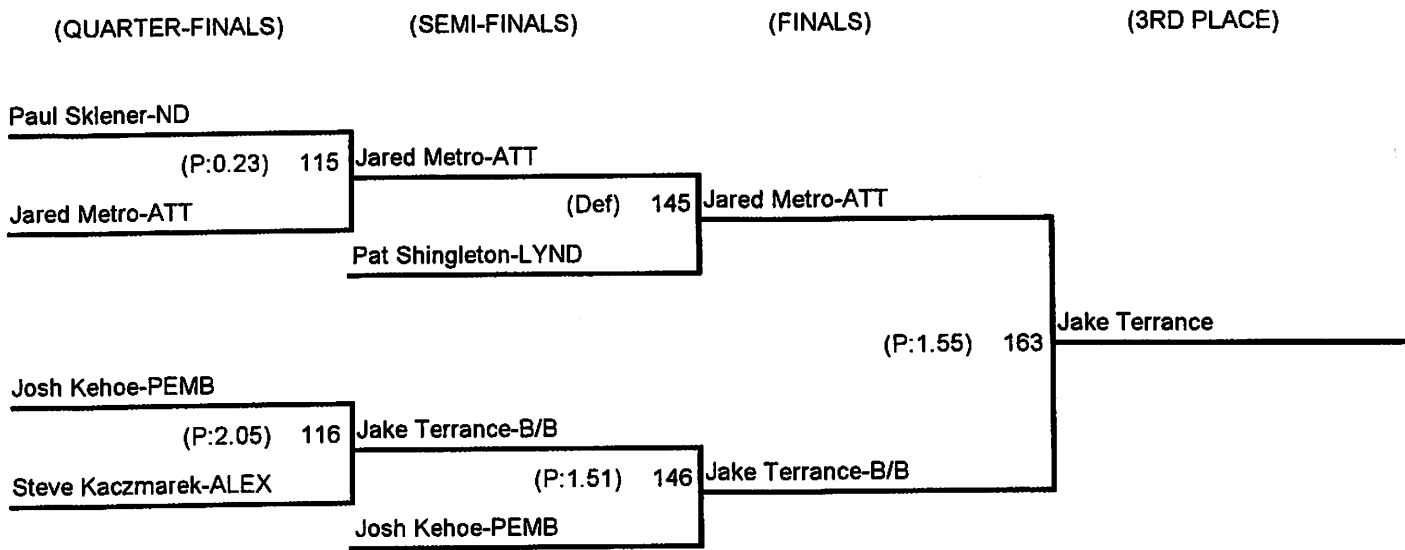 (QUARTER-FINALS) (SEMI-FINALS) (FINALS) (3RD PLACE)
Paul Sklener-ND
(P:0.23) 115 Jared Metro-ATT
Jared Metro-ATT
(Def) 145 Jared Metro-ATT
Pat Shingleton-LYND
(P:1.55) 163 Jake Terrance
Josh Kehoe-PEMB
(P:2.05) 116 Jake Terrance-B/B
Steve Kaczmarek-ALEX
(P:1.51) 146 Jake Terrance-B/B
Josh Kehoe-PEMB